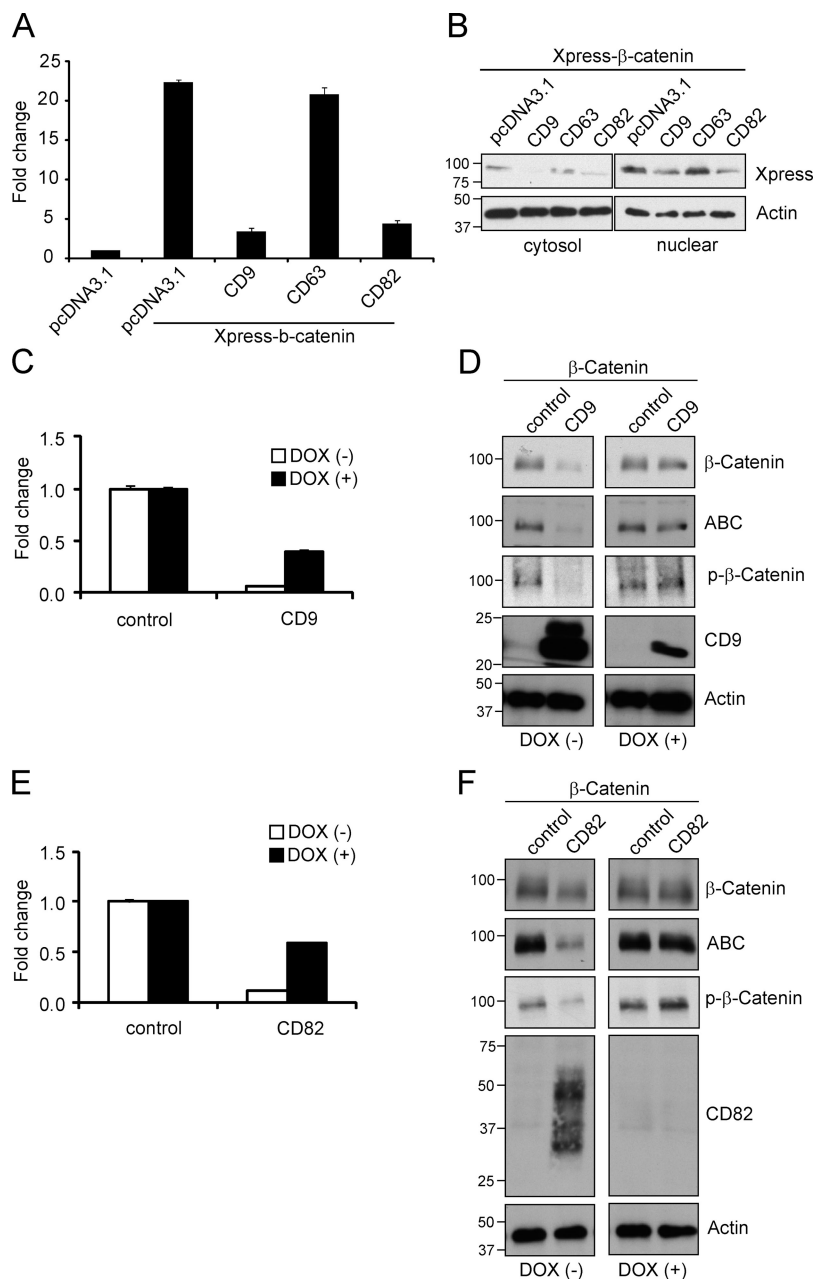 A
Fold change
25
20
15
10
5
0
pcDNA3.1
pcDNA3.1
CD9
CD63
CD82
Xpress-b-catenin
B
Xpress-β-catenin
pcDNA3.1
CD9
CD63
CD82
pcDNA3.1
CD9
CD63
CD82
100
75
Xpress
50
37
Actin
cytosol
nuclear
C
Fold change
1.5
1.0
0.5
0.0
DOX (-)
DOX (+)
control
CD9
D
β-Catenin
control
CD9
control
CD9
100
β-Catenin
100
ABC
100
p-β-Catenin
25
20
CD9
50
37
Actin
DOX (-)
DOX (+)
E
Fold change
1.5
1.0
0.5
0.0
DOX (-)
DOX (+)
control
CD82
F
β-Catenin
control
CD82
control
CD82
100
β-Catenin
100
ABC
100
p-β-Catenin
75
50
37
25
CD82
50
37
Actin
DOX (-)
DOX (+)